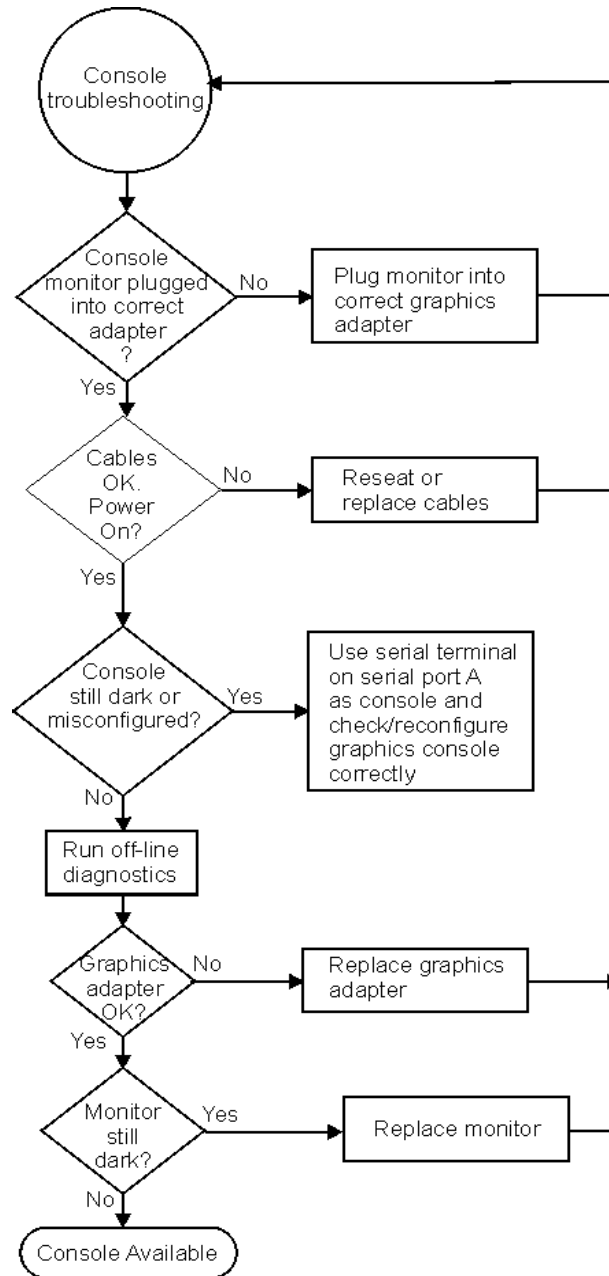 Console
troubleshooting
Console
monitor plugged
into correct
adapter
?
No
Plug monitor into
correct graphics
adapter
Yes
Cables
OK.
Power
On?
No
Reseat or
replace cables
Yes
Console
still dark or
misconfigured?
Yes
Use serial terminal
on serial port A
as console and
check/reconfigure
graphics console
correctly
No
Run off-line
diagnostics
Graphics
adapter
OK?
No
Replace graphics
adapter
Yes
Monitor
still
dark?
Yes
Replace monitor
No
Console Available